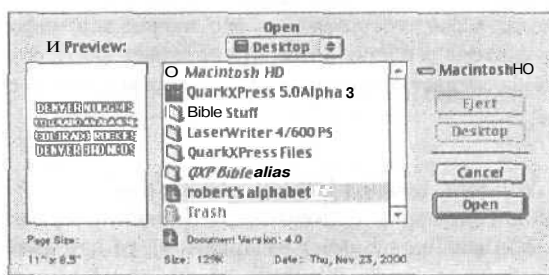 Open
И Preview:
Desktop
Macintosh HD
MacintoshHO
QuarkXPress 5.0Alpha 3
Bible Stuff
LaserWriter 4/600 PS
QuarkXPress Files
QXP Bible alias
robert's alphabet
Trash
Eject
Desktop
Cancel
Open
DENVER NUGGETS
COLORADO AVALANCHE
COLORADO ROCKIES
DENVER BRONCOS
Page Size:
11" x 8.5"
Document Version: 4.0
Size: 129K Date: Thu, Nov 23, 2000